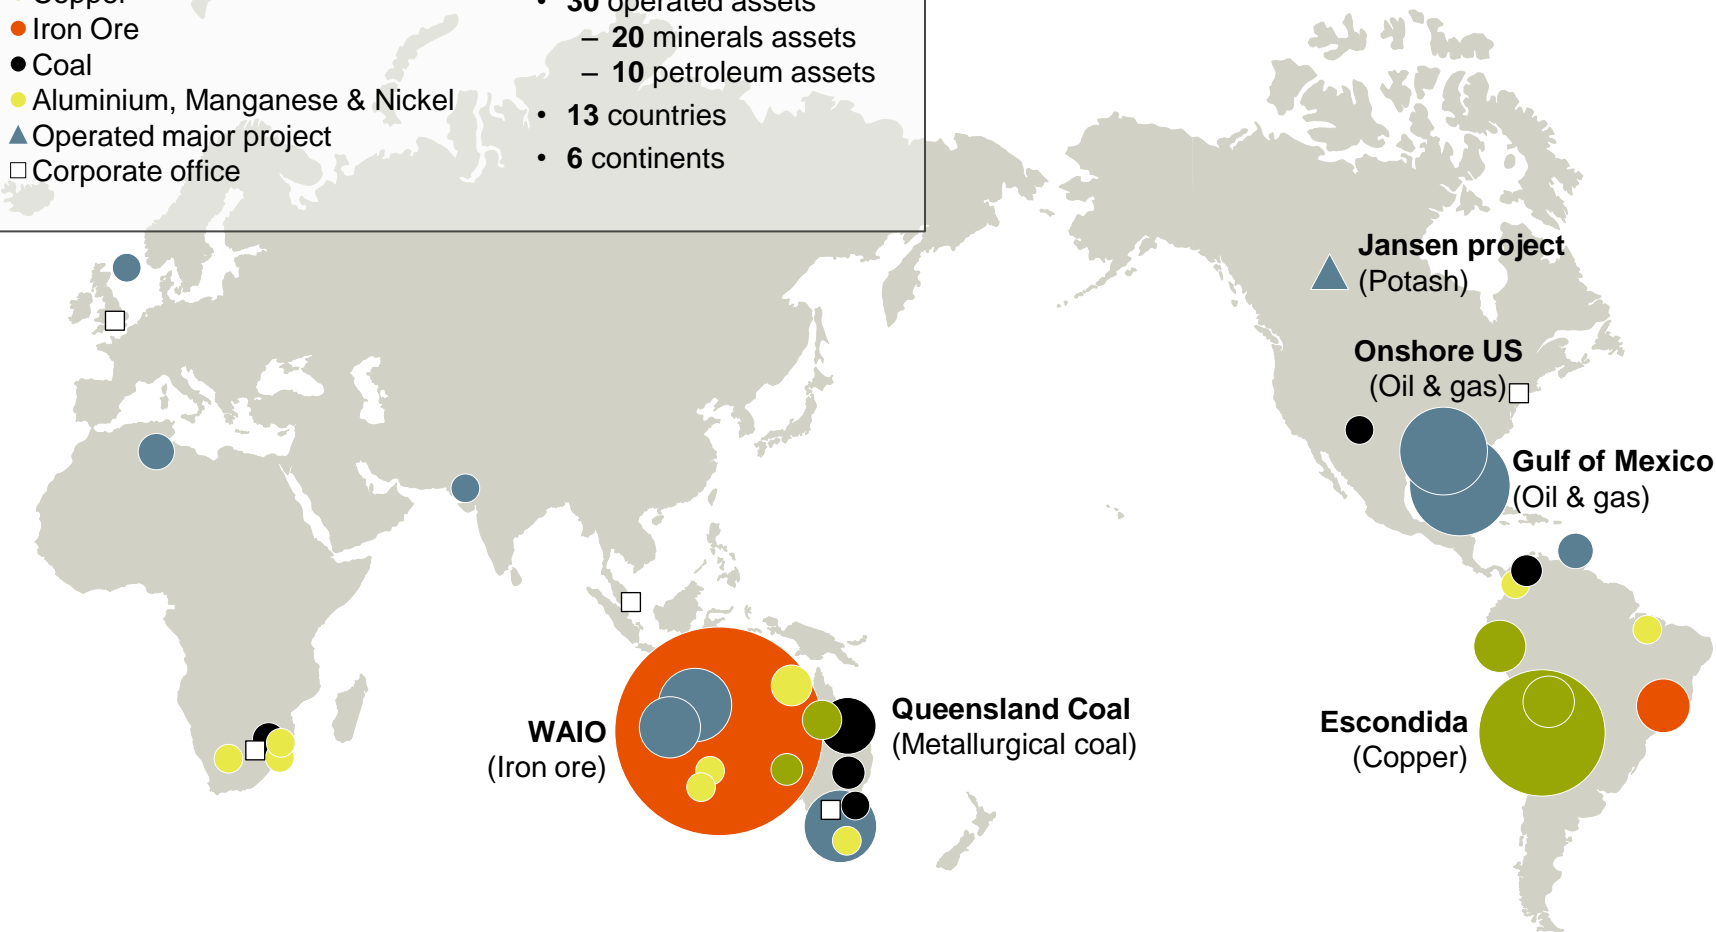 Copper
Iron Ore
Coal
Aluminium, Manganese & Nickel
Operated major project
Corporate office
• 30 operated assets
– 20 minerals assets
– 10 petroleum assets
• 13 countries
• 6 continents
Jansen project
(Potash)
Onshore US
(Oil & gas)
Gulf of Mexico
(Oil & gas)
WAIO
(Iron ore)
Queensland Coal
(Metallurgical coal)
Escondida
(Copper)